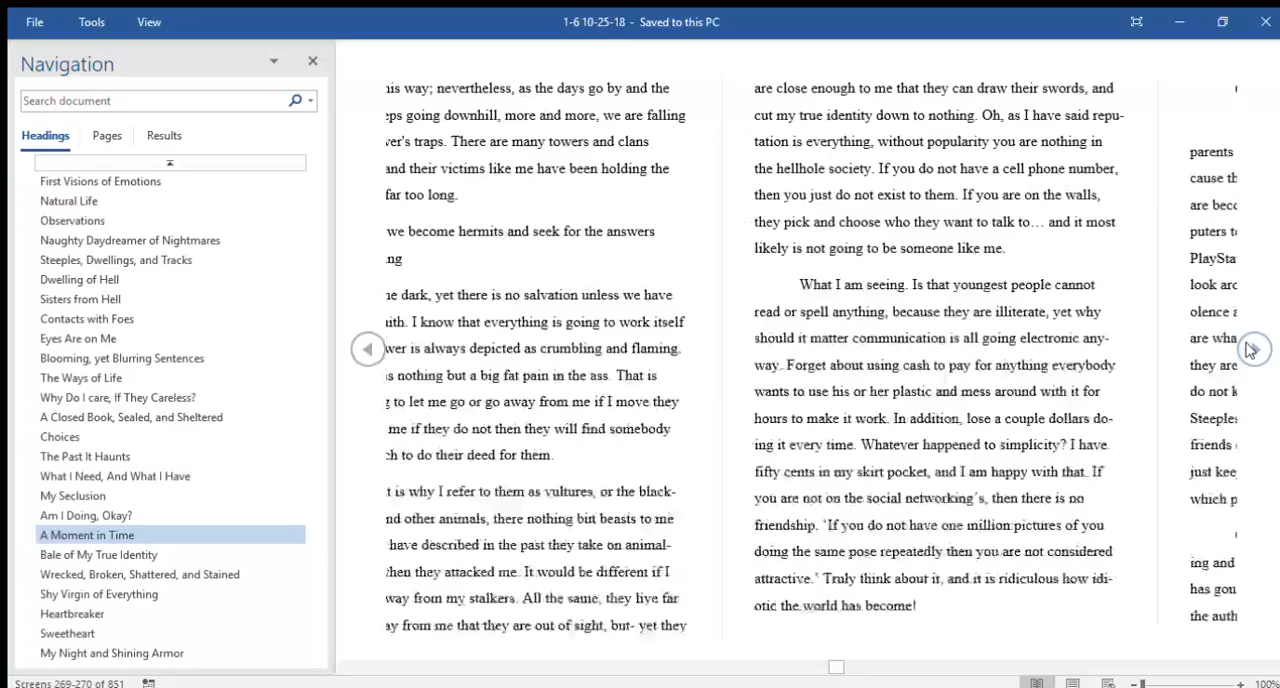 File
Tools
View
1-6 10-25-18 - Saved to this PC
Navigation
Search document
Headings
Pages
Results
First Visions of Emotions
Natural Life
Observations
Naughty Daydreamer of Nightmares
Steeples, Dwellings, and Tracks
Dwelling of Hell
Sisters from Hell
Contacts with Foes
Eyes Are on Me
Blooming, yet Blurring Sentences
The Ways of Life
Why Do I care, If They Careless?
A Closed Book, Sealed, and Sheltered
Choices
The Past It Haunts
What I Need, And What I Have
My Seclusion
Am I Doing, Okay?
A Moment in Time
Bale of My True Identity
Wrecked, Broken, Shattered, and Stained
Shy Virgin of Everything
Heartbreaker
Sweetheart
My Night and Shining Armor
his way; nevertheless, as the days go by and the
eps going downhill, more and more, we are falling
ver's traps. There are many towers and clans
and their victims like me have been holding the
far too long.
we become hermits and seek for the answers
ng
he dark, yet there is no salvation unless we have
aith. I know that everything is going to work itself
wer is always depicted as crumbling and flaming.
s nothing but a big fat pain in the ass. That is
g to let me go or go away from me if I move they
me if they do not then they will find somebody
ch to do their deed for them.
t is why I refer to them as vultures, or the black-
nd other animals, there nothing but beasts to me
have described in the past they take on animal-
hen they attacked me. It would be different if I
way from my stalkers. All the same, they live far
ay from me that they are out of sight, but- yet they
are close enough to me that they can draw their swords, and
cut my true identity down to nothing. Oh, as I have said repu-
tation is everything, without popularity you are nothing in
the hellhole society. If you do not have a cell phone number,
then you just do not exist to them. If you are on the walls,
they pick and choose who they want to talk to… and it most
likely is not going to be someone like me.
What I am seeing. Is that youngest people cannot
read or spell anything, because they are illiterate, yet why
should it matter communication is all going electronic any-
way. Forget about using cash to pay for anything everybody
wants to use his or her plastic and mess around with it for
hours to make it work. In addition, lose a couple dollars do-
ing it every time. Whatever happened to simplicity? I have
fifty cents in my skirt pocket, and I am happy with that. If
you are not on the social networking's, then there is no
friendship. 'If you do not have one million pictures of you
doing the same pose repeatedly then you are not considered
attractive.' Truly think about it, and it is ridiculous how idi-
otic the world has become!
parents
cause th
are beco
puters to
PlaySta
look aro
olence a
are wha
they are
do not k
Steeples
friends
just kee
which p
ing and
has gou
the auth
Screens 269-270 of 851
100%